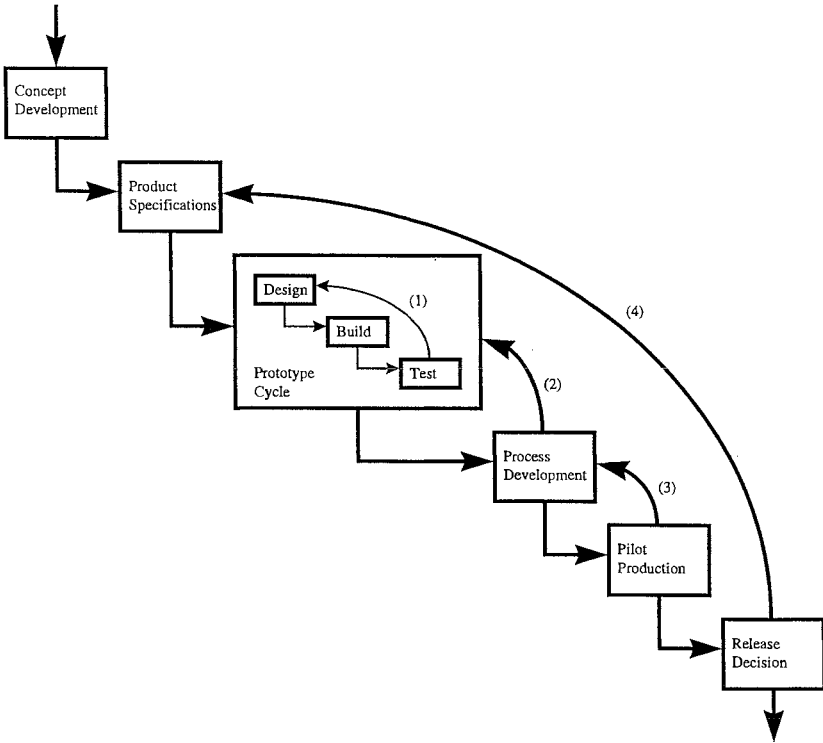 Concept
Development
Product
Specifications
Design
(1)
Build
Test
Prototype
Cycle
(4)
(2)
Process
Development
(3)
Pilot
Production
Release
Decision